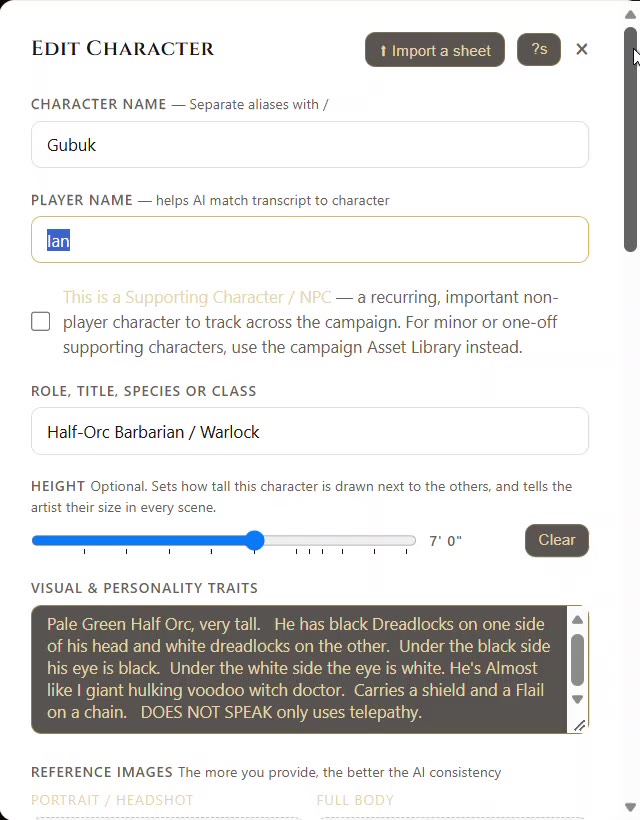 Edit Character
⬆ Import a sheet
?s
×
CHARACTER NAME — Separate aliases with /
Gubuk
PLAYER NAME — helps AI match transcript to character
Ian
This is a Supporting Character / NPC — a recurring, important non-
player character to track across the campaign. For minor or one-off
supporting characters, use the campaign Asset Library instead.
ROLE, TITLE, SPECIES OR CLASS
Half-Orc Barbarian / Warlock
HEIGHT Optional. Sets how tall this character is drawn next to the others, and tells the
artist their size in every scene.
7' 0"
Clear
VISUAL & PERSONALITY TRAITS
Pale Green Half Orc, very tall.   He has black Dreadlocks on one side
of his head and white dreadlocks on the other.  Under the black side
his eye is black.  Under the white side the eye is white. He's Almost
like I giant hulking voodoo witch doctor.  Carries a shield and a Flail
on a chain.   DOES NOT SPEAK only uses telepathy.
REFERENCE IMAGES The more you provide, the better the AI consistency
PORTRAIT / HEADSHOT
FULL BODY